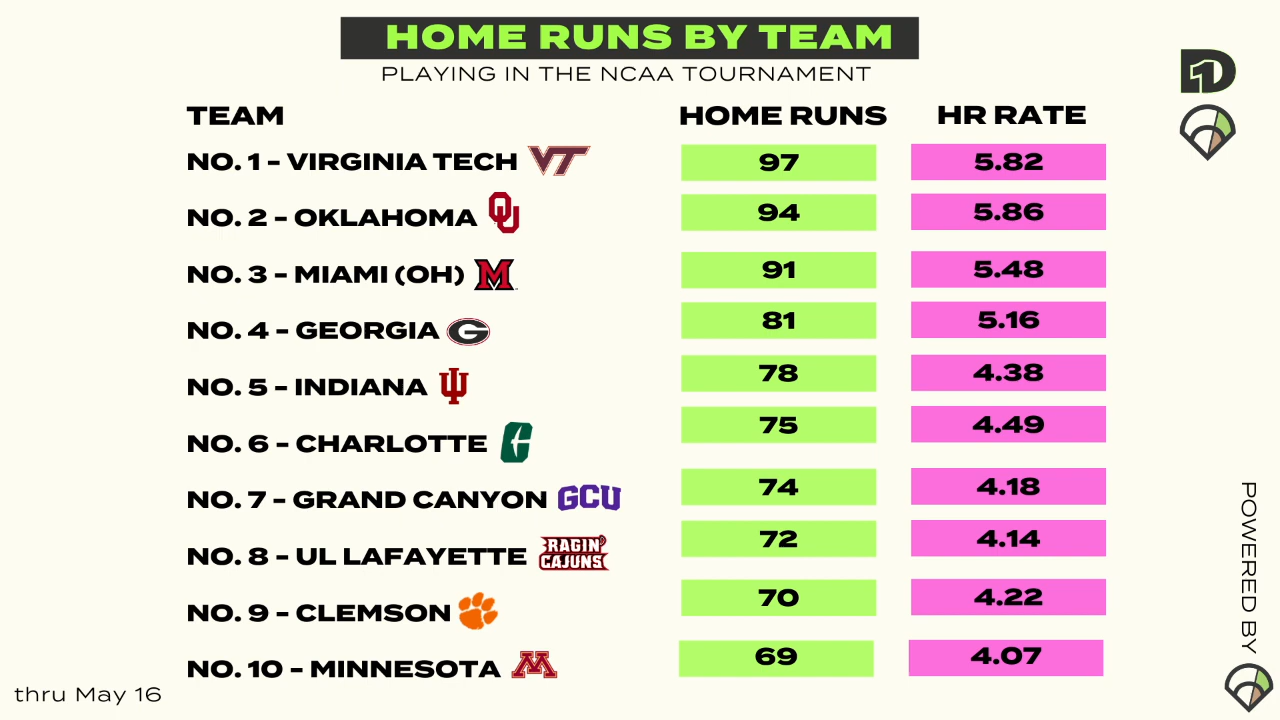 HOME RUNS BY TEAM
PLAYING IN THE NCAA TOURNAMENT
TEAM HOME RUNS HR RATE
NO. 1 - VIRGINIA TECH VT 97 5.82
NO. 2 - OKLAHOMA OU 94 5.86
NO. 3 - MIAMI (OH) M 91 5.48
NO. 4 - GEORGIA G 81 5.16
NO. 5 - INDIANA IU 78 4.38
NO. 6 - CHARLOTTE C 75 4.49
NO. 7 - GRAND CANYON GCU 74 4.18
NO. 8 - UL LAFAYETTE RAGIN' CAJUNS 72 4.14
NO. 9 - CLEMSON 70 4.22
NO. 10 - MINNESOTA M 69 4.07
thru May 16
D1
POWERED BY